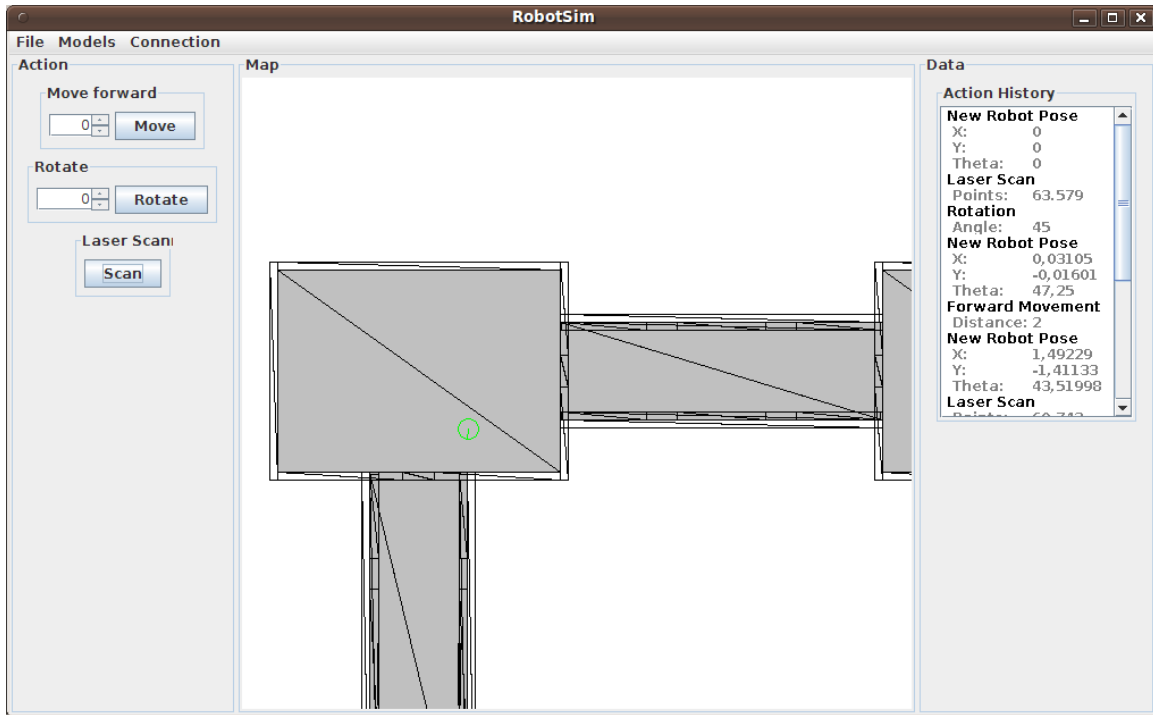 RobotSim
File Models Connection
Action
Move forward
0 Move
Rotate
0 Rotate
Laser Scan
Scan
Map
Data
Action History
New Robot Pose
X: 0
Y: 0
Theta: 0
Laser Scan
Points: 63.579
Rotation
Angle: 45
New Robot Pose
X: 0,03105
Y: -0,01601
Theta: 47,25
Forward Movement
Distance: 2
New Robot Pose
X: 1,49229
Y: -1,41133
Theta: 43,51998
Laser Scan
Points: 60.742